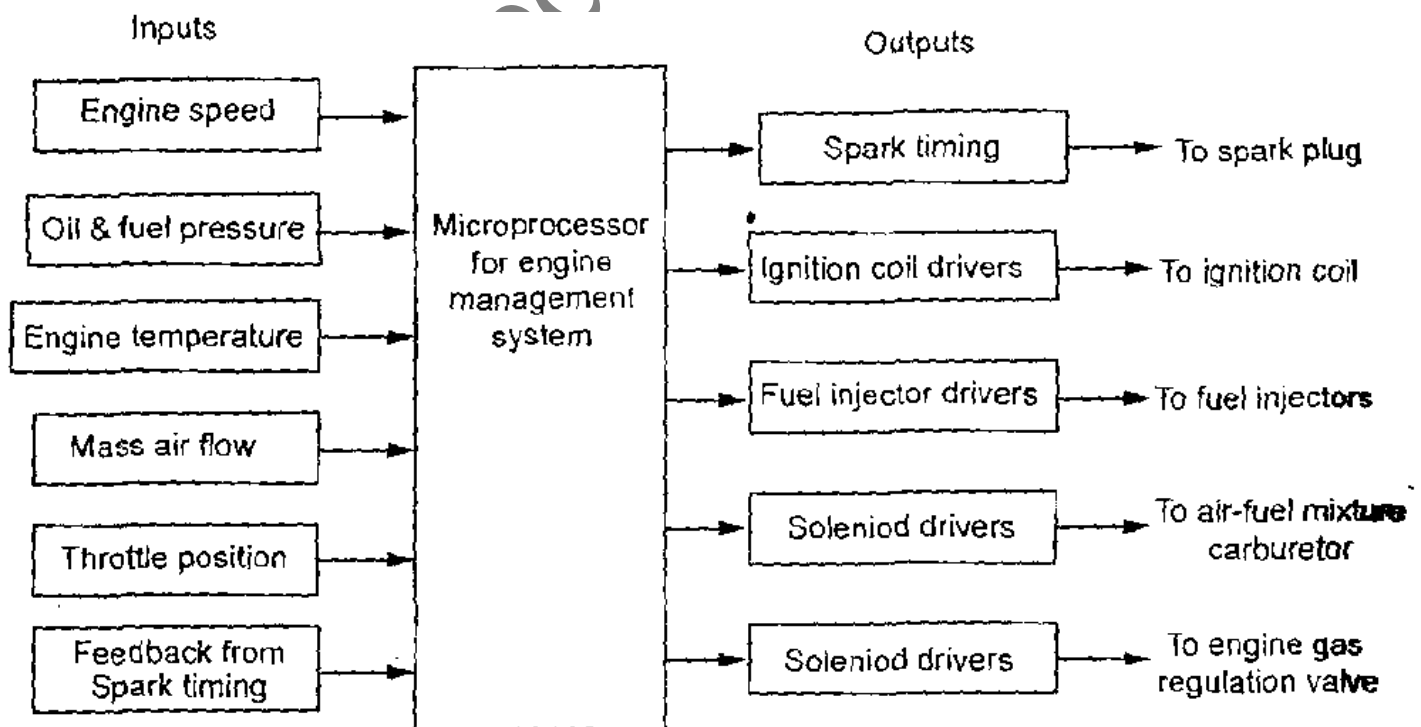 Inputs
Outputs
Engine speed
Oil & fuel pressure
Engine temperature
Mass air flow
Throttle position
Feedback from
Spark timing
Microprocessor
for engine
management
system
Spark timing
To spark plug
Ignition coil drivers
To ignition coil
Fuel injector drivers
To fuel injectors
Soleniod drivers
To air-fuel mixture
carburetor
Soleniod drivers
To engine gas
regulation valve